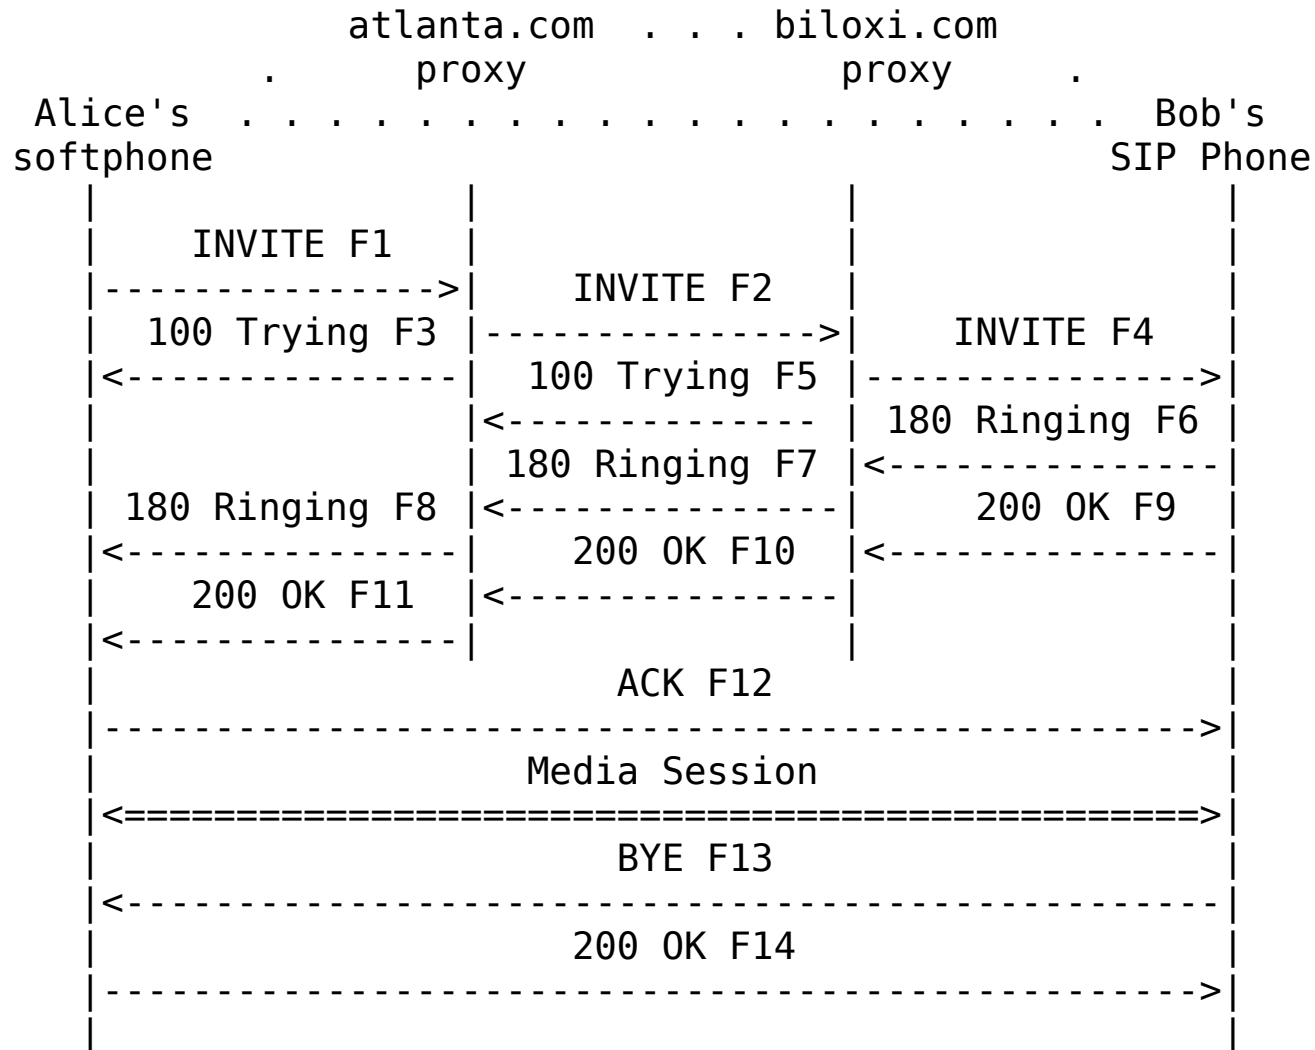 atlanta.com  . . . biloxi.com
.      proxy              proxy     .
Alice's  . . . . . . . . . . . . . . . . . . . .  Bob's
softphone                                        SIP Phone
|                |                |                |
|    INVITE F1   |                |                |
|--------------->|    INVITE F2   |                |
|  100 Trying F3 |--------------->|    INVITE F4   |
|<---------------|  100 Trying F5 |--------------->|
|                |<-------------- | 180 Ringing F6 |
|                | 180 Ringing F7 |<---------------|
| 180 Ringing F8 |<---------------|     200 OK F9  |
|<---------------|    200 OK F10  |<---------------|
|    200 OK F11  |<---------------|                |
|<---------------|                |                |
|                       ACK F12                    |
|------------------------------------------------->|
|                   Media Session                  |
|<================================================>|
|                       BYE F13                    |
|<-------------------------------------------------|
|                     200 OK F14                   |
|------------------------------------------------->|
|                                                  |